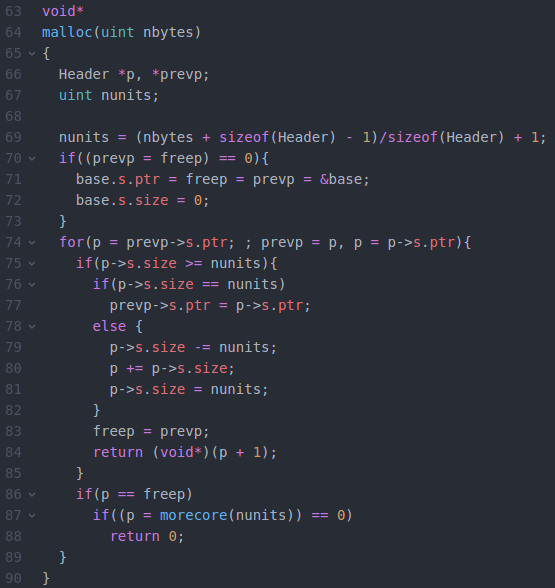 63 void*
64 malloc(uint nbytes)
65 {
66   Header *p, *prevp;
67   uint nunits;
68
69   nunits = (nbytes + sizeof(Header) - 1)/sizeof(Header) + 1;
70   if((prevp = freep) == 0){
71     base.s.ptr = freep = prevp = &base;
72     base.s.size = 0;
73   }
74   for(p = prevp->s.ptr; ; prevp = p, p = p->s.ptr){
75     if(p->s.size >= nunits){
76       if(p->s.size == nunits)
77         prevp->s.ptr = p->s.ptr;
78       else {
79         p->s.size -= nunits;
80         p += p->s.size;
81         p->s.size = nunits;
82       }
83       freep = prevp;
84       return (void*)(p + 1);
85     }
86     if(p == freep)
87       if((p = morecore(nunits)) == 0)
88         return 0;
89   }
90 }